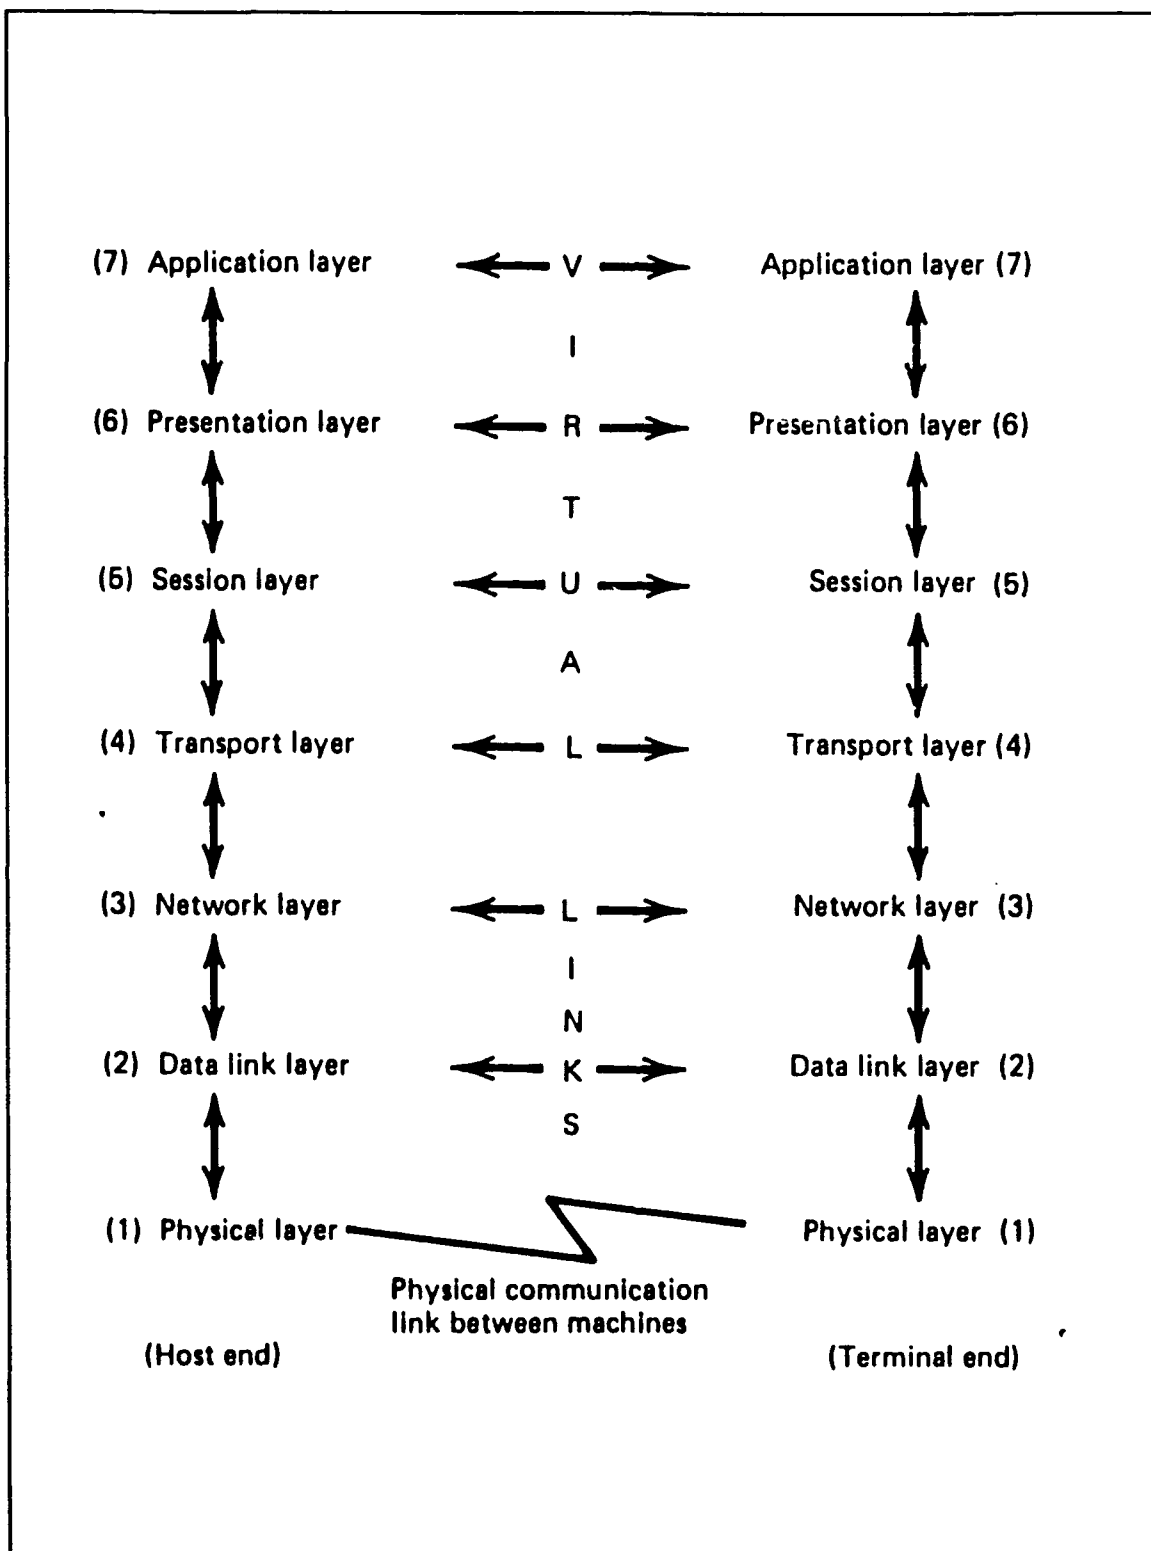 (7) Application layer V Application layer (7)
I
(6) Presentation layer R Presentation layer (6)
T
(5) Session layer U Session layer (5)
A
(4) Transport layer L Transport layer (4)
(3) Network layer L Network layer (3)
I
N
(2) Data link layer K Data link layer (2)
S
(1) Physical layer Physical layer (1)
Physical communication
link between machines
(Host end) (Terminal end)